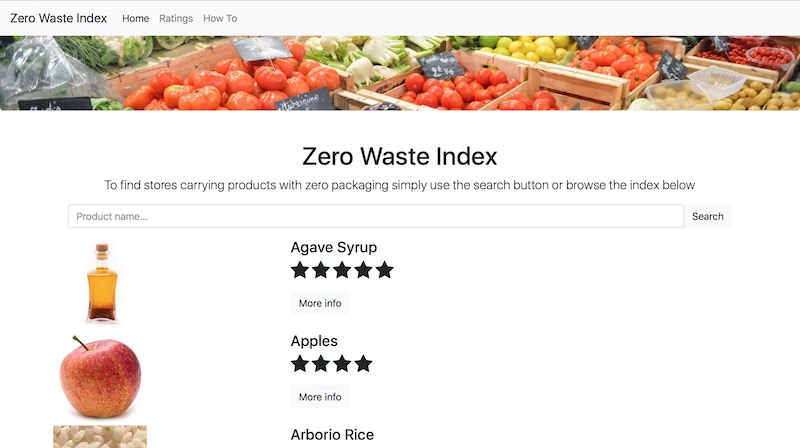 Zero Waste Index Home Ratings How To
Zero Waste Index
To find stores carrying products with zero packaging simply use the search button or browse the index below
Product name... Search
Agave Syrup
More info
Apples
More info
Arborio Rice